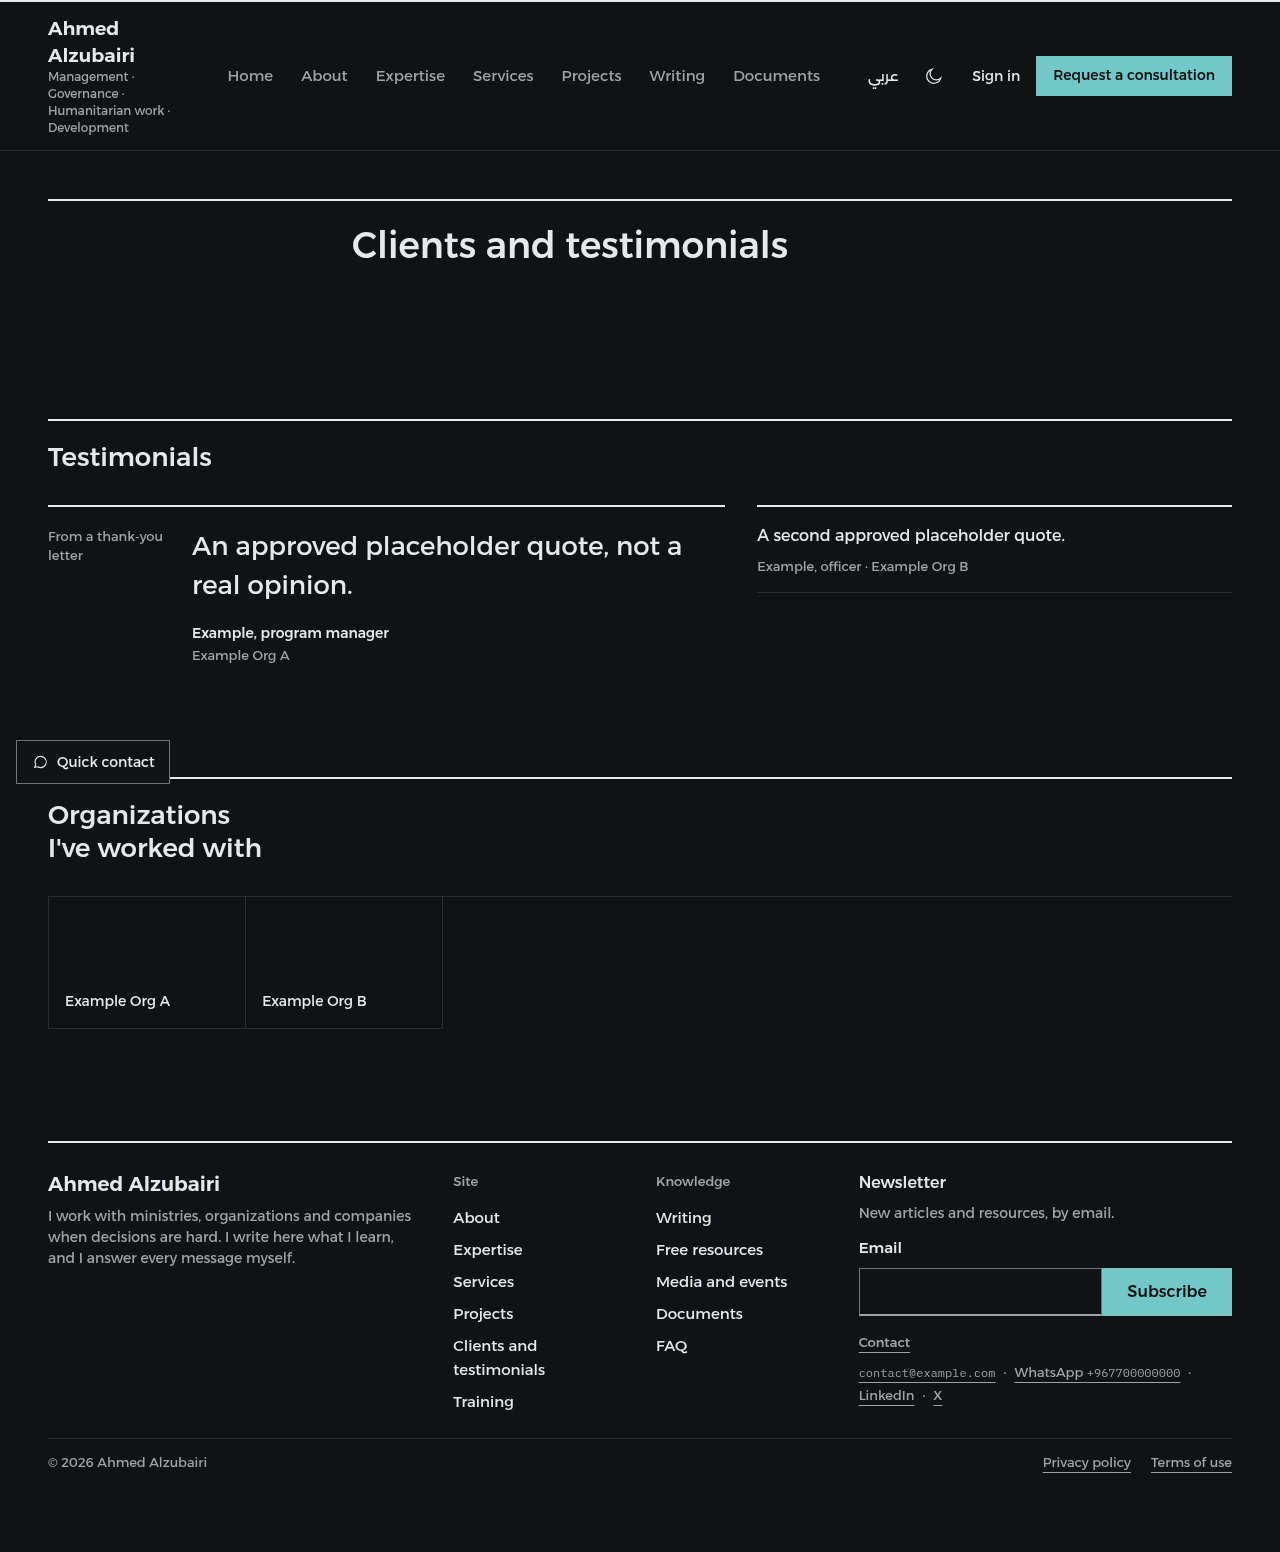 Ahmed
Alzubairi
Management ·
Governance ·
Humanitarian work ·
Development
Home
About
Expertise
Services
Projects
Writing
Documents
عربي
Sign in
Request a consultation
Clients and testimonials
Testimonials
From a thank-you
letter
An approved placeholder quote, not a
real opinion.
Example, program manager
Example Org A
A second approved placeholder quote.
Example, officer · Example Org B
Quick contact
Organizations
I've worked with
Example Org A
Example Org B
Ahmed Alzubairi
I work with ministries, organizations and companies
when decisions are hard. I write here what I learn,
and I answer every message myself.
Site
About
Expertise
Services
Projects
Clients and
testimonials
Training
Knowledge
Writing
Free resources
Media and events
Documents
FAQ
Newsletter
New articles and resources, by email.
Email
Subscribe
Contact
contact@example.com · WhatsApp +967700000000 ·
LinkedIn · X
© 2026 Ahmed Alzubairi
Privacy policy
Terms of use